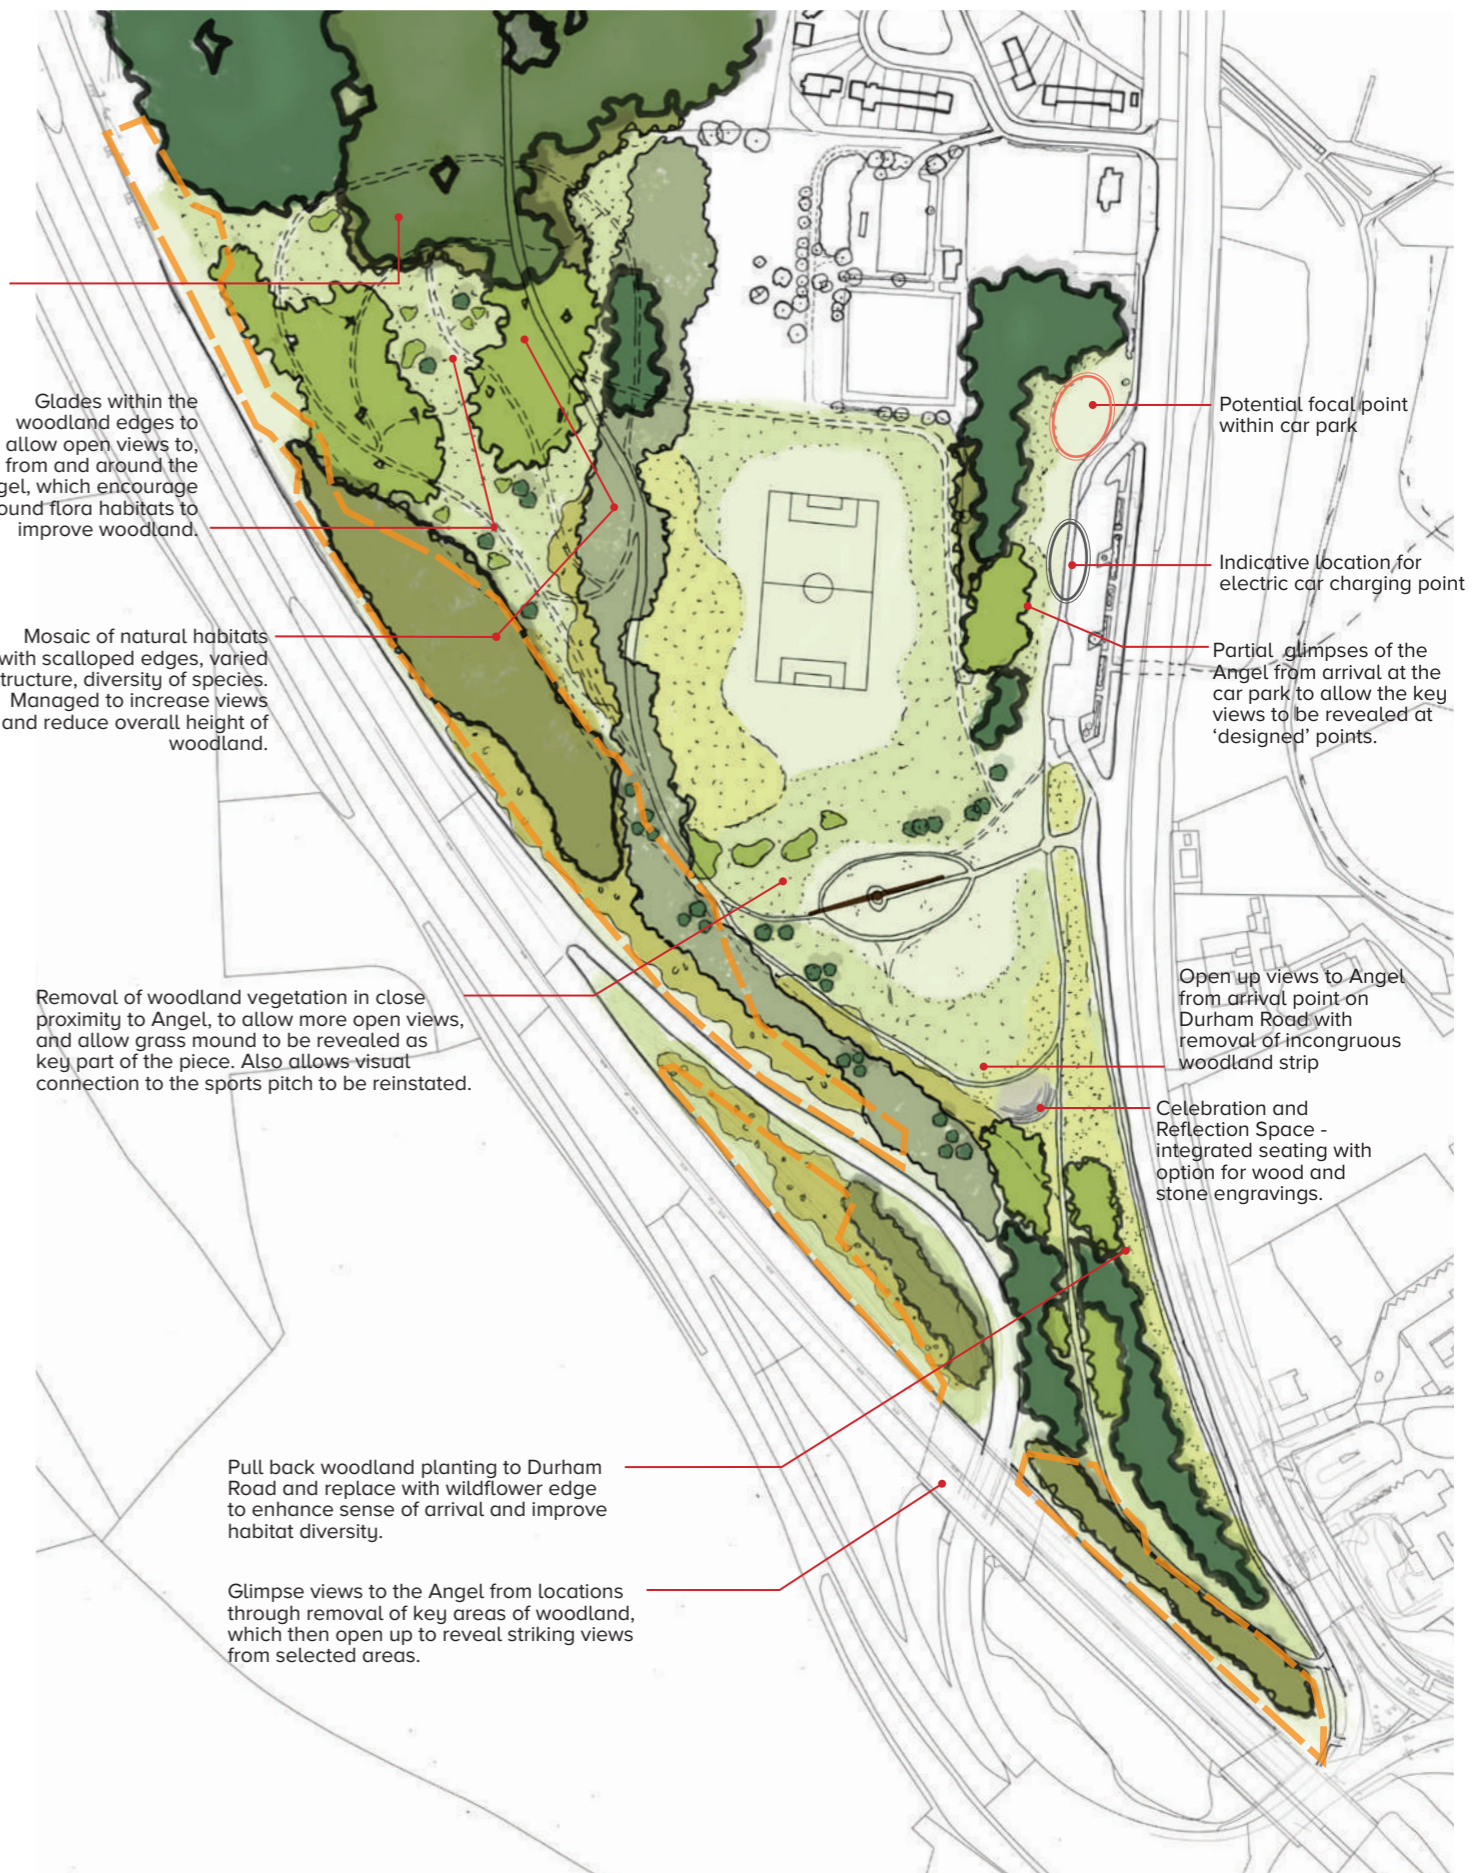 Glades within the
woodland edges to
allow open views to,
from and around the
gel, which encourage
ound flora habitats to
improve woodland.
Mosaic of natural habitats
with scalloped edges, varied
tructure, diversity of species.
Managed to increase views
and reduce overall height of
woodland.
Removal of woodland vegetation in close
proximity to Angel, to allow more open views,
and allow grass mound to be revealed as
key part of the piece. Also allows visual
connection to the sports pitch to be reinstated.
Pull back woodland planting to Durham
Road and replace with wildflower edge
to enhance sense of arrival and improve
habitat diversity.
Glimpse views to the Angel from locations
through removal of key areas of woodland,
which then open up to reveal striking views
from selected areas.
Potential focal point
within car park
Indicative location for
electric car charging point
Partial glimpses of the
Angel from arrival at the
car park to allow the key
views to be revealed at
‘designed’ points.
Open up views to Angel
from arrival point on
Durham Road with
removal of incongruous
woodland strip
Celebration and
Reflection Space -
integrated seating with
option for wood and
stone engravings.